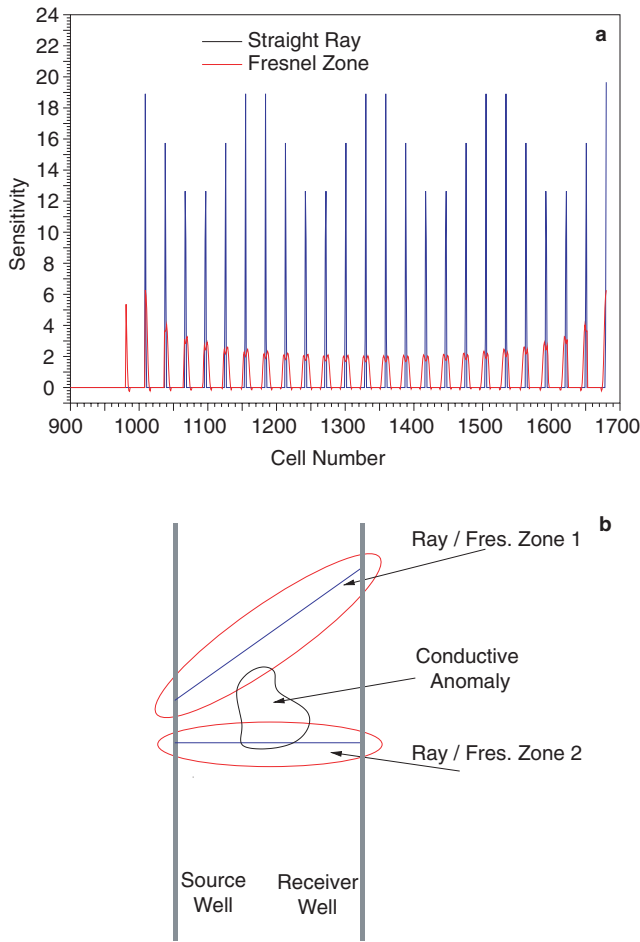 24
22
20
18
16
14
12
10
8
6
4
2
0
Sensitivity
Straight Ray
Fresnel Zone
a
900 1000 1100 1200 1300 1400 1500 1600 1700
Cell Number
b
Ray / Fres. Zone 1
Conductive
Anomaly
Ray / Fres. Zone 2
Source
Well
Receiver
Well